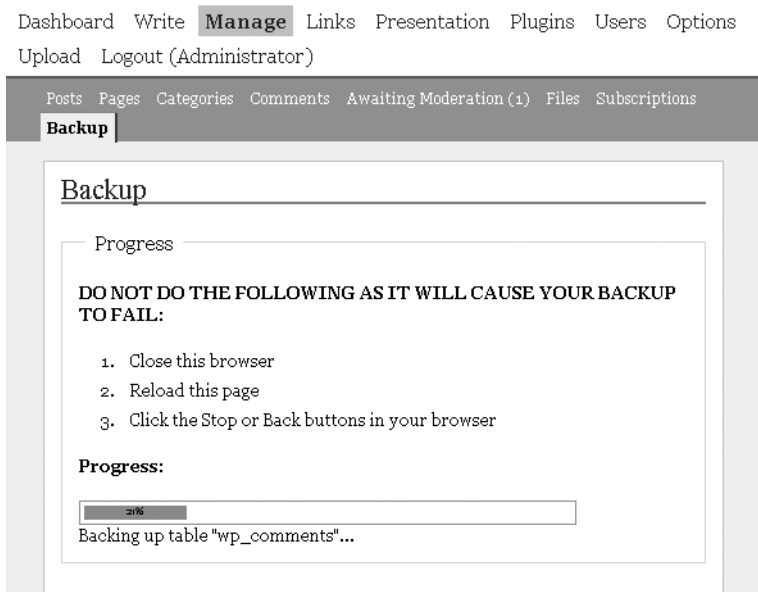 Dashboard Write Manage Links Presentation Plugins Users Options
Upload Logout (Administrator)
Posts Pages Categories Comments Awaiting Moderation (1) Files Subscriptions
Backup
Backup
Progress
DO NOT DO THE FOLLOWING AS IT WILL CAUSE YOUR BACKUP
TO FAIL:
1. Close this browser
2. Reload this page
3. Click the Stop or Back buttons in your browser
Progress:
21%
Backing up table "wp_comments"...